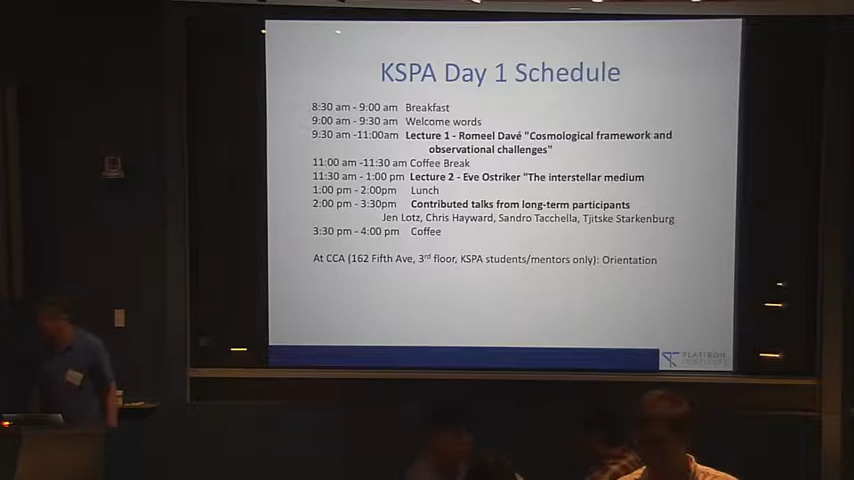 KSPA Day 1 Schedule
8:30 am - 9:00 am Breakfast
9:00 am - 9:30 am Welcome words
9:30 am -11:00am Lecture 1 - Romeel Davé "Cosmological framework and
observational challenges"
11:00 am -11:30 am Coffee Break
11:30 am - 1:00 pm Lecture 2 - Eve Ostriker "The interstellar medium
1:00 pm - 2:00pm Lunch
2:00 pm - 3:30pm Contributed talks from long-term participants
Jen Lotz, Chris Hayward, Sandro Tacchella, Tjitske Starkenburg
3:30 pm - 4:00 pm Coffee
At CCA (162 Fifth Ave, 3rd floor, KSPA students/mentors only): Orientation
FLATIRON
INSTITUTE